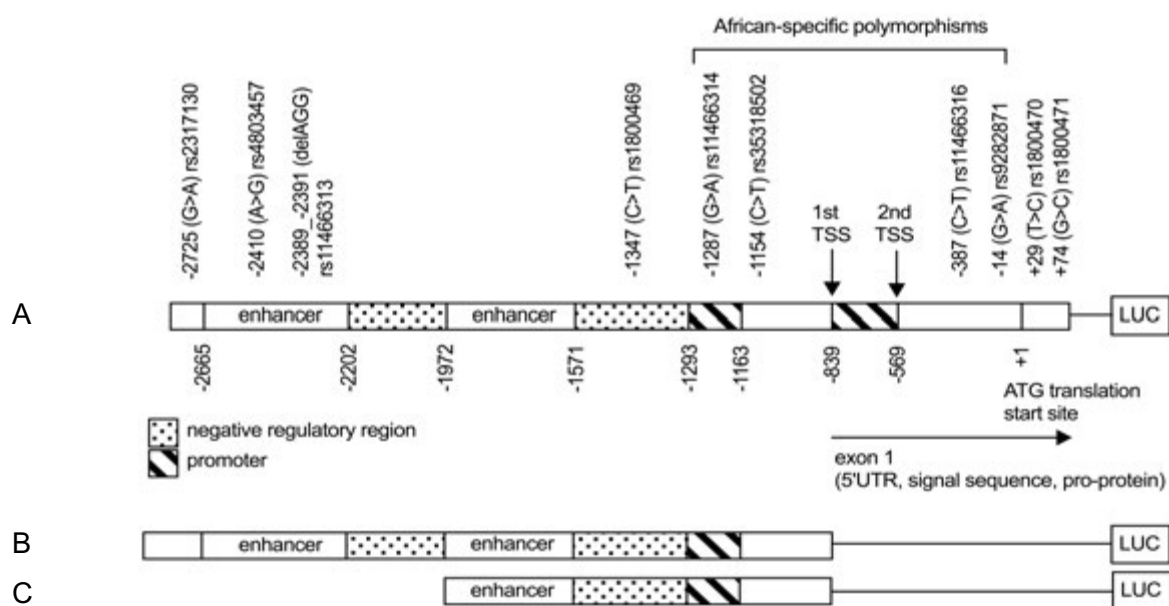 African-specific polymorphisms
-2725 (G>A) rs2317130
-2410 (A>G) rs4803457
-2389_-2391 (delAGG)
rs11466313
-1347 (C>T) rs1800469
-1287 (G>A) rs11466314
-1154 (C>T) rs35318502
-387 (C>T) rs11466316
-14 (G>A) rs9282871
+29 (T>C) rs1800470
+74 (G>C) rs1800471
1st
TSS
2nd
TSS
A
enhancer
enhancer
LUC
-2665
-2202
-1972
-1571
-1293
-1163
-839
-569
+1
ATG translation
start site
negative regulatory region
promoter
exon 1
(5'UTR, signal sequence, pro-protein)
B
enhancer
enhancer
LUC
C
enhancer
LUC